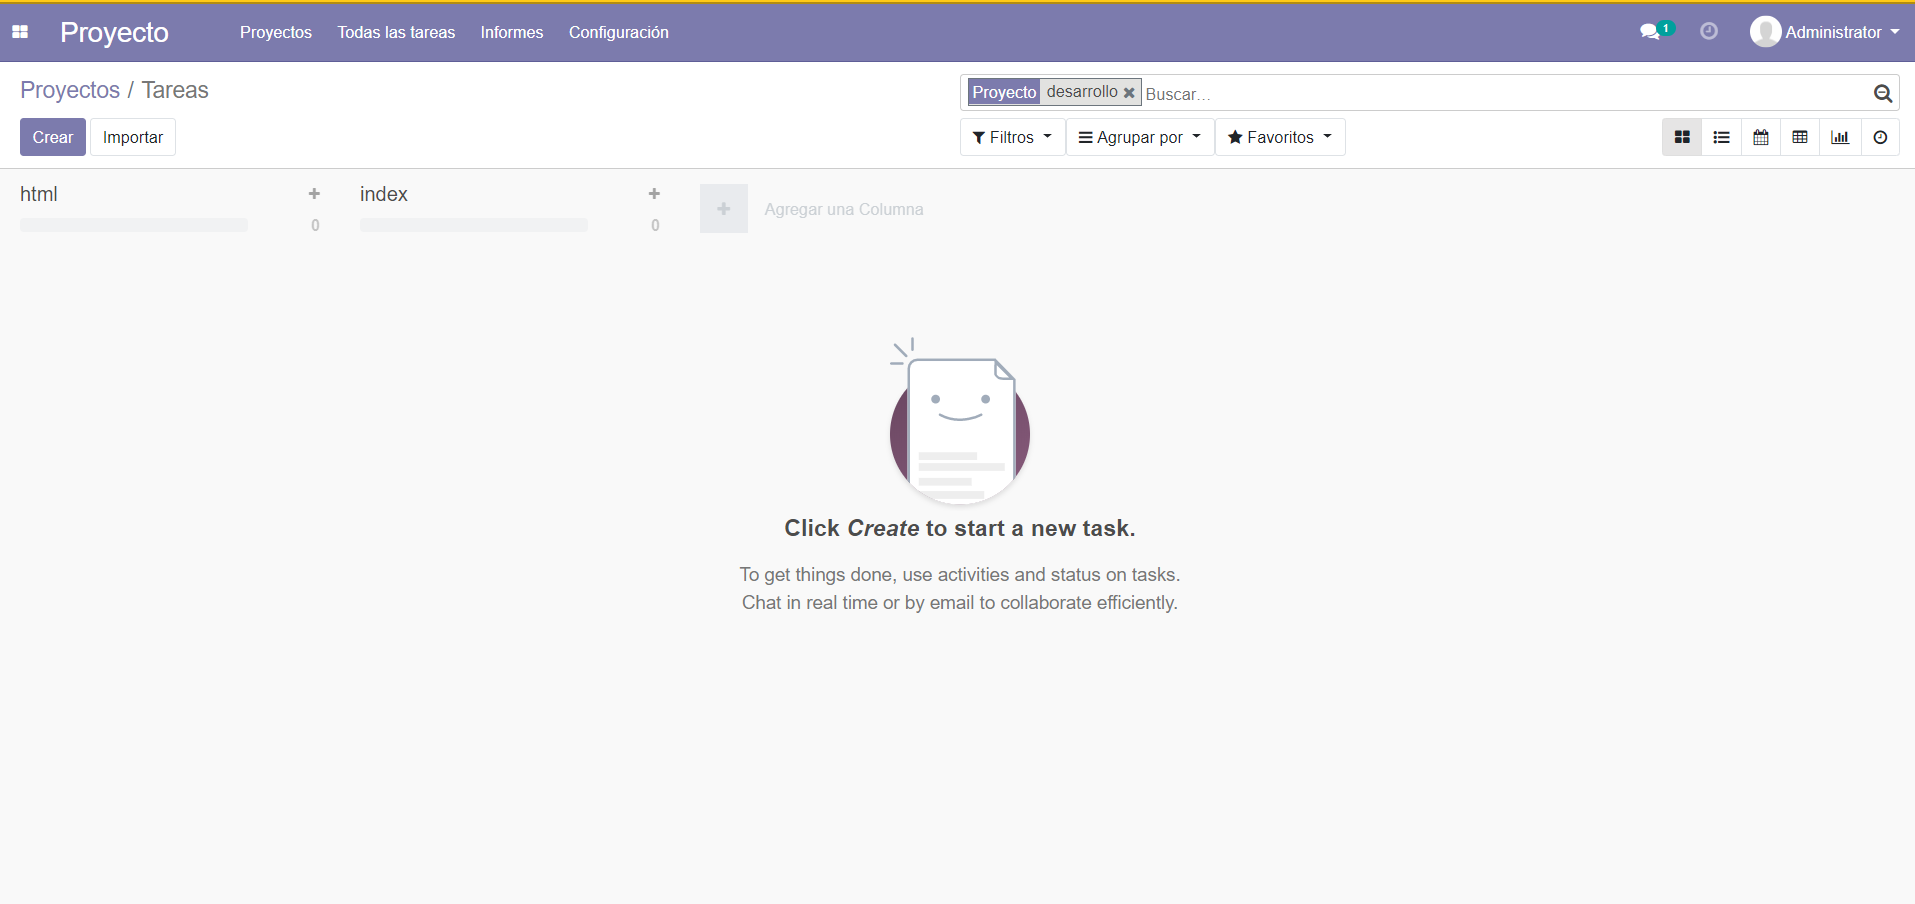 Proyecto
Proyectos
Todas las tareas
Informes
Configuración
1
Administrator
Proyectos / Tareas
Proyecto desarrollo Buscar...
Crear
Importar
Filtros
Agrupar por
Favoritos
html
0
index
0
Agregar una Columna
Click Create to start a new task.
To get things done, use activities and status on tasks.
Chat in real time or by email to collaborate efficiently.